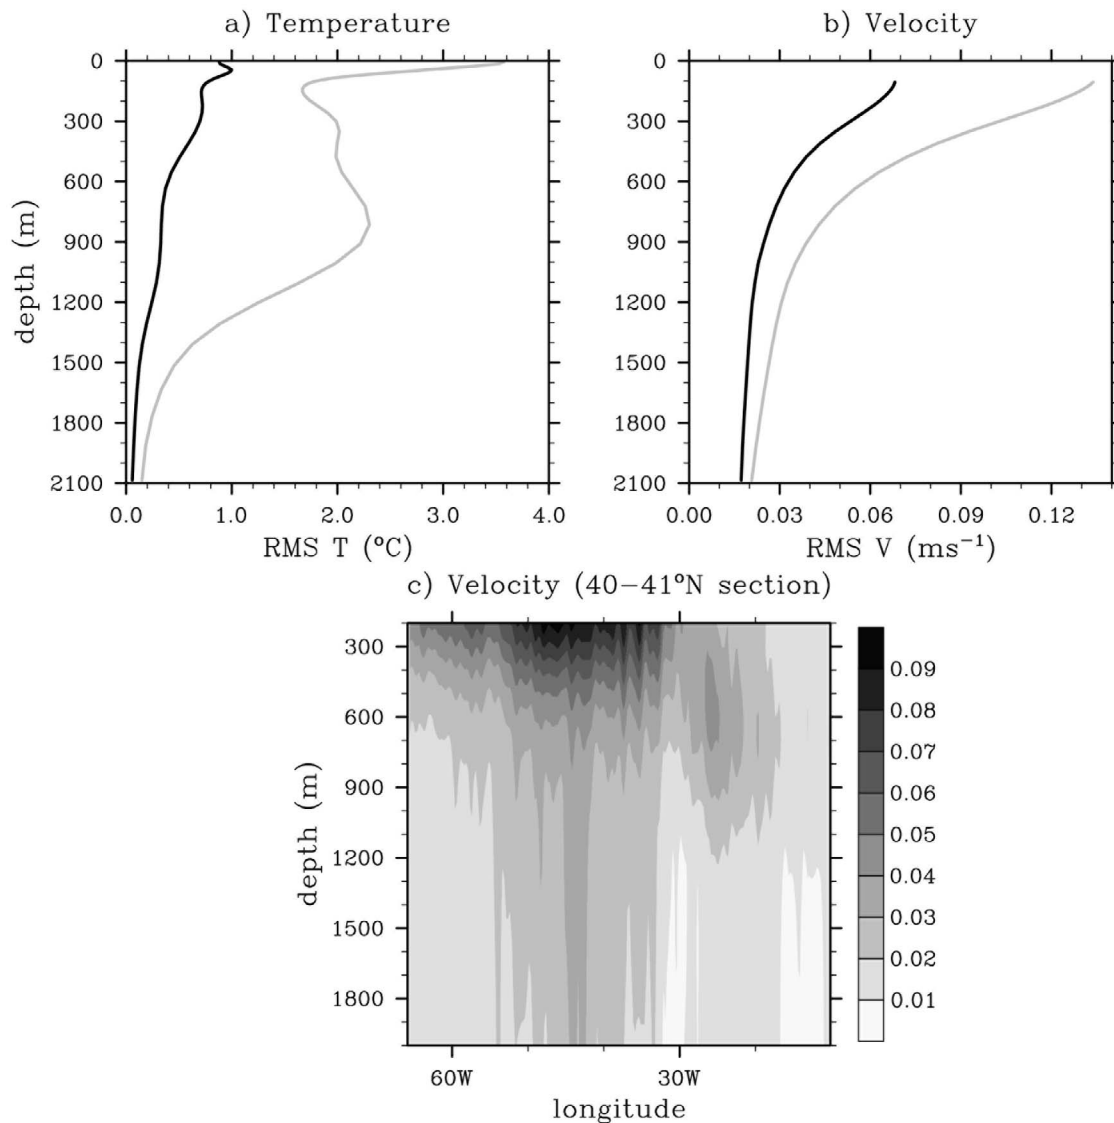 a) Temperature
0
300
600
900
1200
1500
1800
2100
depth (m)
0.0 1.0 2.0 3.0 4.0
RMS T (°C)
b) Velocity
0
300
600
900
1200
1500
1800
2100
0.00 0.03 0.06 0.09 0.12
RMS V (ms⁻¹)
c) Velocity (40–41°N section)
300
600
900
1200
1500
1800
depth (m)
60W 30W
longitude
0.09
0.08
0.07
0.06
0.05
0.04
0.03
0.02
0.01